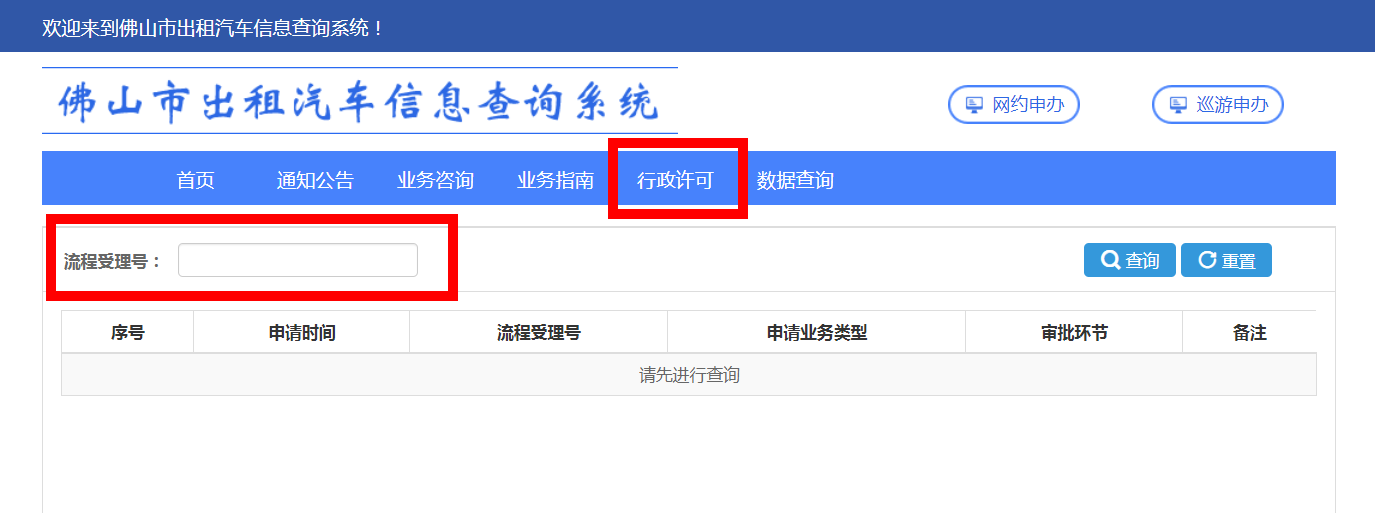 欢迎来到佛山市出租汽车信息查询系统！
佛山市出租汽车信息查询系统
网约申办 巡游申办
首页 通知公告 业务咨询 业务指南 行政许可 数据查询
流程受理号： 查询 重置
序号 申请时间 流程受理号 申请业务类型 审批环节 备注
请先进行查询